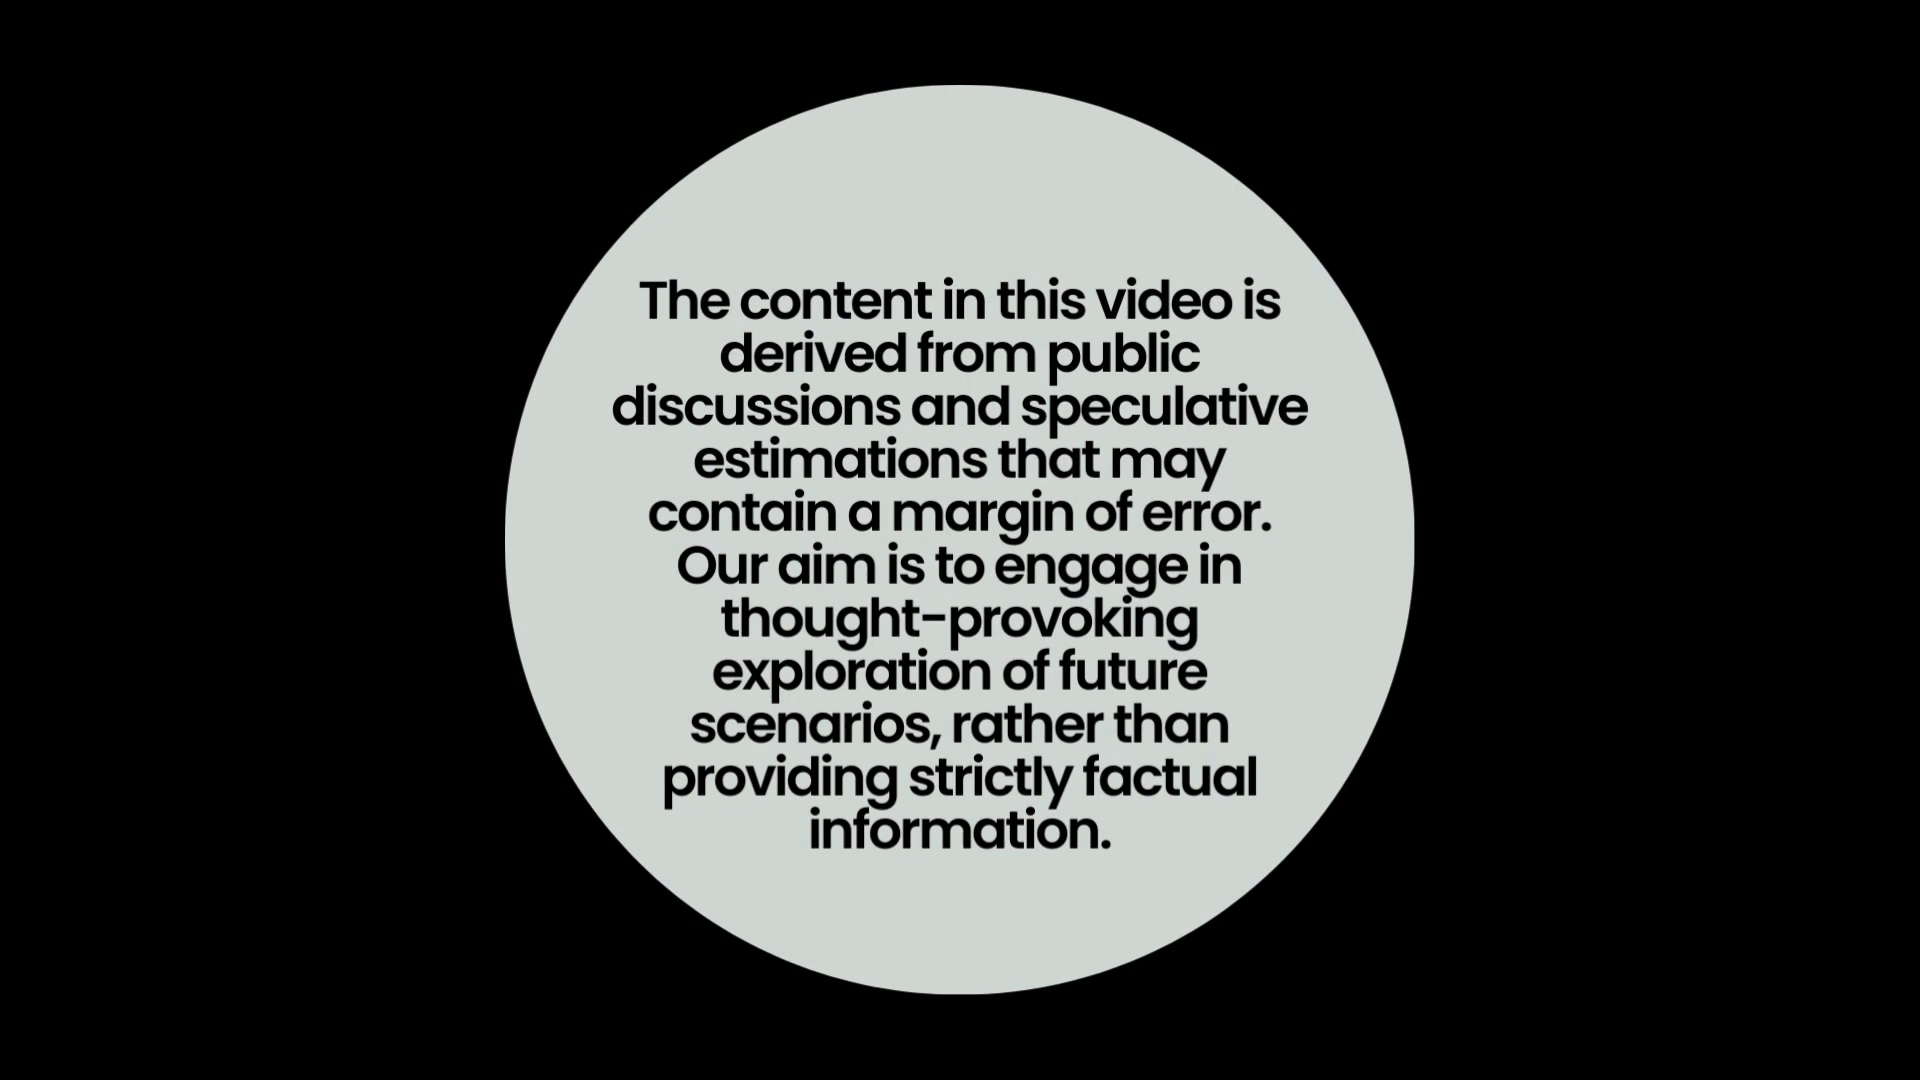 The content in this video is
derived from public
discussions and speculative
estimations that may
contain a margin of error.
Our aim is to engage in
thought-provoking
exploration of future
scenarios, rather than
providing strictly factual
information.